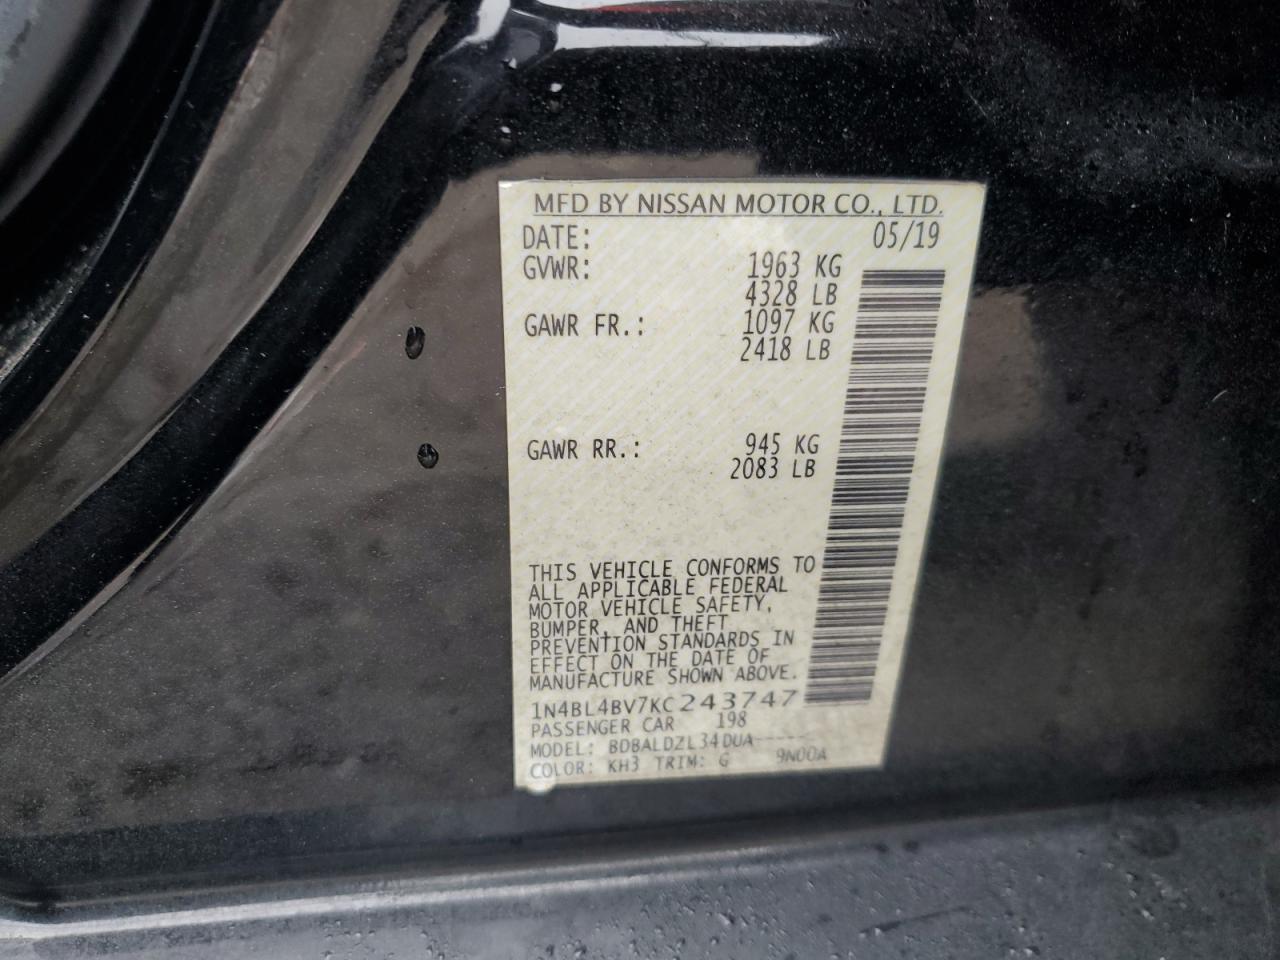 MFD BY NISSAN MOTOR CO., LTD.
DATE: 05/19
GVWR: 1963 KG
4328 LB
GAWR FR.: 1097 KG
2418 LB
GAWR RR.: 945 KG
2083 LB
THIS VEHICLE CONFORMS TO
ALL APPLICABLE FEDERAL
MOTOR VEHICLE SAFETY,
BUMPER, AND THEFT
PREVENTION STANDARDS IN
EFFECT ON THE DATE OF
MANUFACTURE SHOWN ABOVE.
1N4BL4BV7KC243747
PASSENGER CAR 198
MODEL: BDBALDZL34DUA------
COLOR: KH3 TRIM: G 9N00A